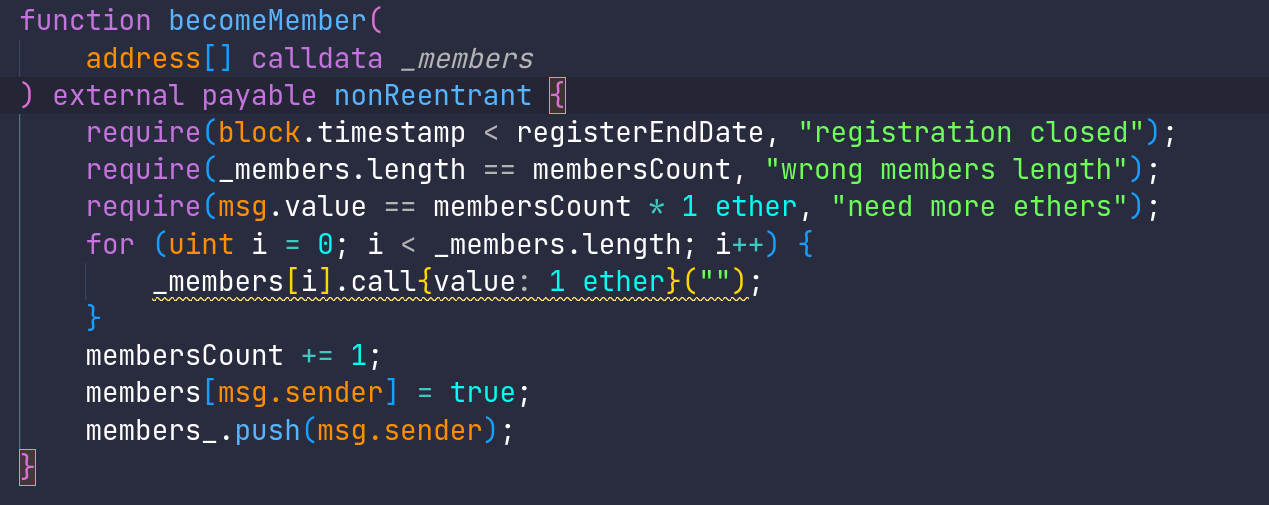 function becomeMember(
    address[] calldata _members
) external payable nonReentrant {
    require(block.timestamp < registerEndDate, "registration closed");
    require(_members.length == membersCount, "wrong members length");
    require(msg.value == membersCount * 1 ether, "need more ethers");
    for (uint i = 0; i < _members.length; i++) {
        _members[i].call{value: 1 ether}("");
    }
    membersCount += 1;
    members[msg.sender] = true;
    members_.push(msg.sender);
}